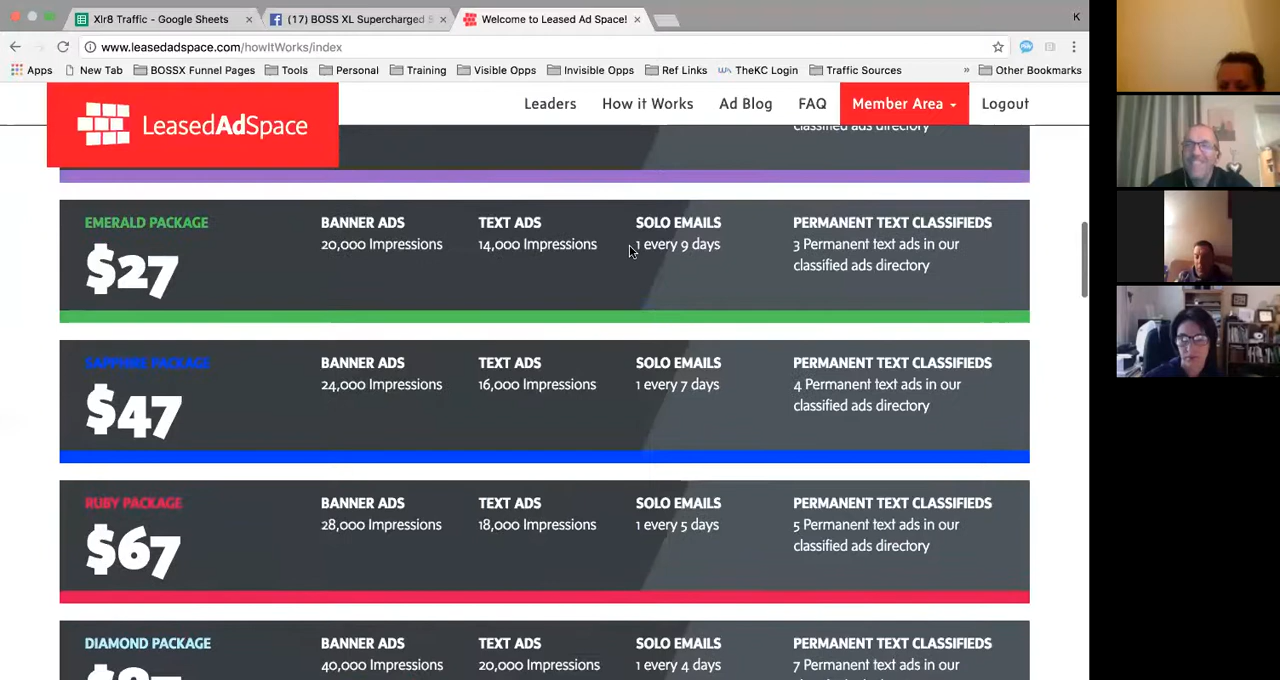 Xlr8 Traffic - Google Sheets
(17) BOSS XL Supercharged S
Welcome to Leased Ad Space!
K
www.leasedadspace.com/howItWorks/index
Apps
New Tab
BOSSX Funnel Pages
Tools
Personal
Training
Visible Opps
Invisible Opps
Ref Links
TheKC Login
Traffic Sources
»
Other Bookmarks
LeasedAdSpace
Leaders
How it Works
Ad Blog
FAQ
Member Area
Logout
classified ads directory
EMERALD PACKAGE
$27
BANNER ADS
20,000 Impressions
TEXT ADS
14,000 Impressions
SOLO EMAILS
1 every 9 days
PERMANENT TEXT CLASSIFIEDS
3 Permanent text ads in our
classified ads directory
SAPPHIRE PACKAGE
$47
BANNER ADS
24,000 Impressions
TEXT ADS
16,000 Impressions
SOLO EMAILS
1 every 7 days
PERMANENT TEXT CLASSIFIEDS
4 Permanent text ads in our
classified ads directory
RUBY PACKAGE
$67
BANNER ADS
28,000 Impressions
TEXT ADS
18,000 Impressions
SOLO EMAILS
1 every 5 days
PERMANENT TEXT CLASSIFIEDS
5 Permanent text ads in our
classified ads directory
DIAMOND PACKAGE
BANNER ADS
40,000 Impressions
TEXT ADS
20,000 Impressions
SOLO EMAILS
1 every 4 days
PERMANENT TEXT CLASSIFIEDS
7 Permanent text ads in our